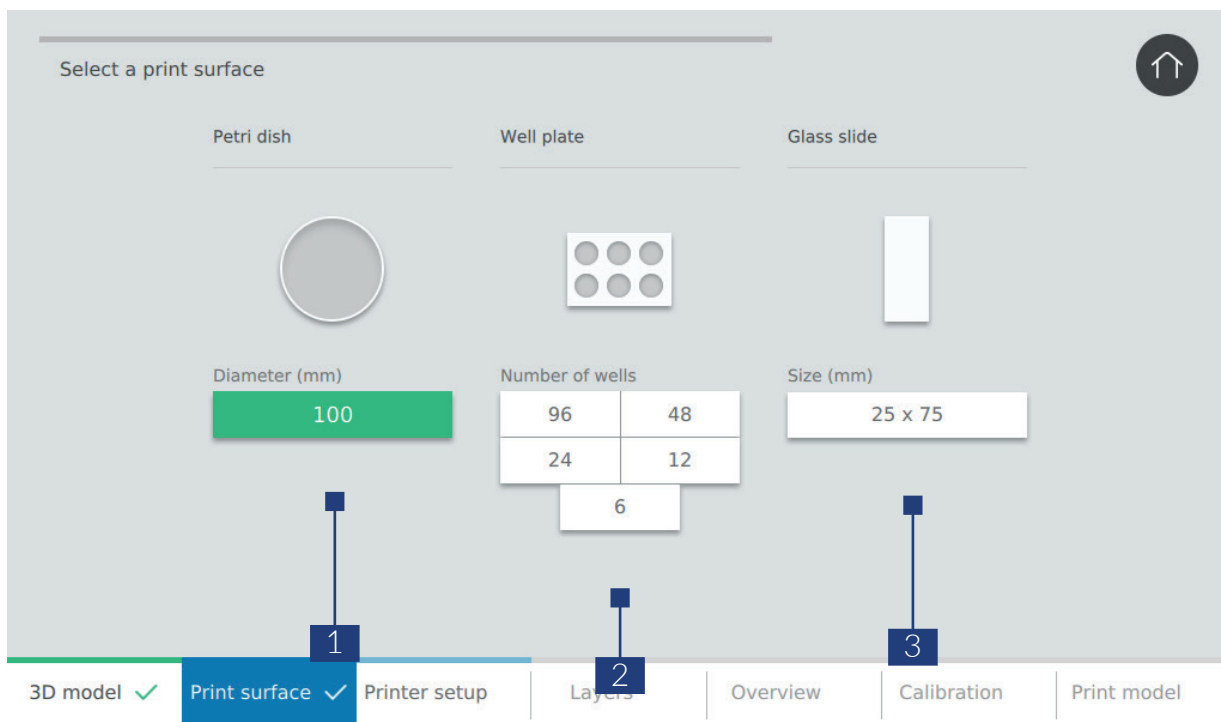 Select a print surface
Petri dish
Well plate
Glass slide
Diameter (mm)
Number of wells
Size (mm)
100
96
48
25 x 75
24
12
6
1
2
3
3D model
Print surface
Printer setup
Layers
Overview
Calibration
Print model